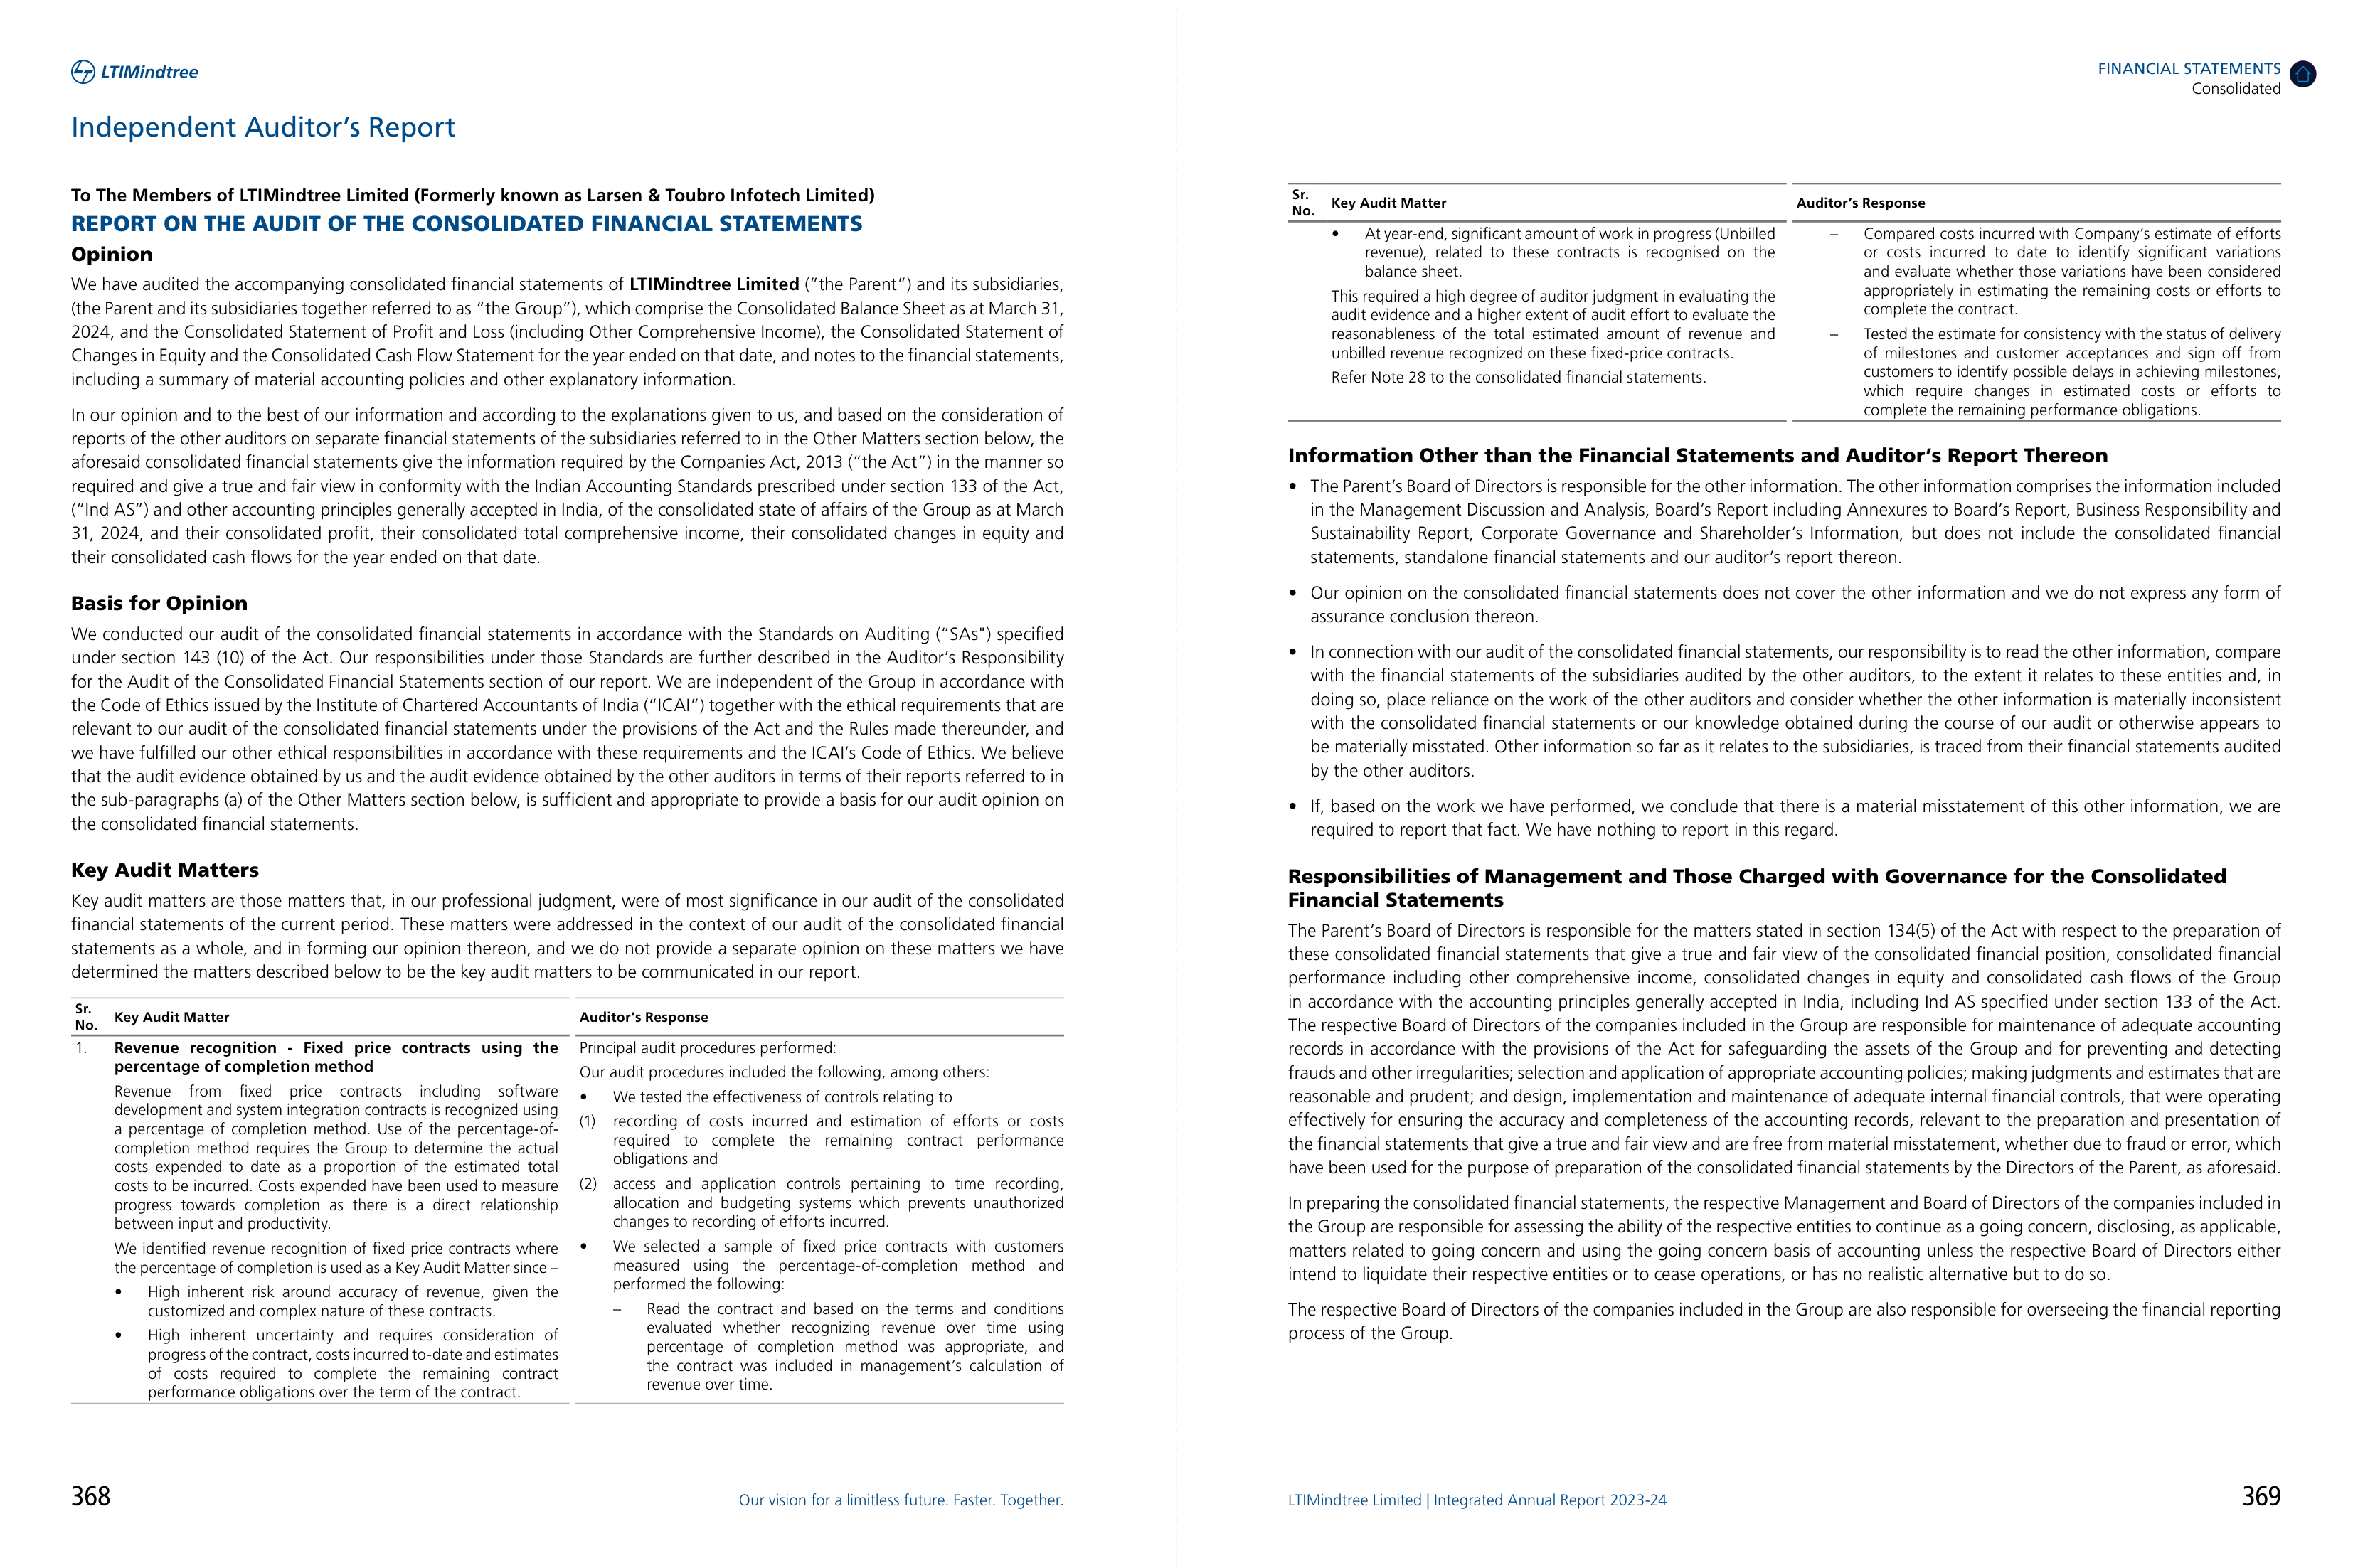 LTIMindtree
Independent Auditor’s Report
To The Members of LTIMindtree Limited (Formerly known as Larsen & Toubro Infotech Limited)
REPORT ON THE AUDIT OF THE CONSOLIDATED FINANCIAL STATEMENTS
Opinion
We have audited the accompanying consolidated financial statements of LTIMindtree Limited (“the Parent”) and its subsidiaries,
(the Parent and its subsidiaries together referred to as “the Group”), which comprise the Consolidated Balance Sheet as at March 31,
2024, and the Consolidated Statement of Profit and Loss (including Other Comprehensive Income), the Consolidated Statement of
Changes in Equity and the Consolidated Cash Flow Statement for the year ended on that date, and notes to the financial statements,
including a summary of material accounting policies and other explanatory information.
In our opinion and to the best of our information and according to the explanations given to us, and based on the consideration of
reports of the other auditors on separate financial statements of the subsidiaries referred to in the Other Matters section below, the
aforesaid consolidated financial statements give the information required by the Companies Act, 2013 (“the Act”) in the manner so
required and give a true and fair view in conformity with the Indian Accounting Standards prescribed under section 133 of the Act,
(“Ind AS”) and other accounting principles generally accepted in India, of the consolidated state of affairs of the Group as at March
31, 2024, and their consolidated profit, their consolidated total comprehensive income, their consolidated changes in equity and
their consolidated cash flows for the year ended on that date.
Basis for Opinion
We conducted our audit of the consolidated financial statements in accordance with the Standards on Auditing (“SAs") specified
under section 143 (10) of the Act. Our responsibilities under those Standards are further described in the Auditor’s Responsibility
for the Audit of the Consolidated Financial Statements section of our report. We are independent of the Group in accordance with
the Code of Ethics issued by the Institute of Chartered Accountants of India (“ICAI”) together with the ethical requirements that are
relevant to our audit of the consolidated financial statements under the provisions of the Act and the Rules made thereunder, and
we have fulfilled our other ethical responsibilities in accordance with these requirements and the ICAI’s Code of Ethics. We believe
that the audit evidence obtained by us and the audit evidence obtained by the other auditors in terms of their reports referred to in
the sub-paragraphs (a) of the Other Matters section below, is sufficient and appropriate to provide a basis for our audit opinion on
the consolidated financial statements.
Key Audit Matters
Key audit matters are those matters that, in our professional judgment, were of most significance in our audit of the consolidated
financial statements of the current period. These matters were addressed in the context of our audit of the consolidated financial
statements as a whole, and in forming our opinion thereon, and we do not provide a separate opinion on these matters we have
determined the matters described below to be the key audit matters to be communicated in our report.
Sr.
No.
Key Audit Matter
Auditor’s Response
1.
Revenue recognition - Fixed price contracts using the
percentage of completion method
Revenue from fixed price contracts including software
development and system integration contracts is recognized using
a percentage of completion method. Use of the percentage-of-
completion method requires the Group to determine the actual
costs expended to date as a proportion of the estimated total
costs to be incurred. Costs expended have been used to measure
progress towards completion as there is a direct relationship
between input and productivity.
We identified revenue recognition of fixed price contracts where
the percentage of completion is used as a Key Audit Matter since –
• High inherent risk around accuracy of revenue, given the
customized and complex nature of these contracts.
• High inherent uncertainty and requires consideration of
progress of the contract, costs incurred to-date and estimates
of costs required to complete the remaining contract
performance obligations over the term of the contract.
Principal audit procedures performed:
Our audit procedures included the following, among others:
• We tested the effectiveness of controls relating to
(1) recording of costs incurred and estimation of efforts or costs
required to complete the remaining contract performance
obligations and
(2) access and application controls pertaining to time recording,
allocation and budgeting systems which prevents unauthorized
changes to recording of efforts incurred.
• We selected a sample of fixed price contracts with customers
measured using the percentage-of-completion method and
performed the following:
– Read the contract and based on the terms and conditions
evaluated whether recognizing revenue over time using
percentage of completion method was appropriate, and
the contract was included in management’s calculation of
revenue over time.
368
Our vision for a limitless future. Faster. Together.
FINANCIAL STATEMENTS
Consolidated
Sr.
No.
Key Audit Matter
Auditor’s Response
• At year-end, significant amount of work in progress (Unbilled
revenue), related to these contracts is recognised on the
balance sheet.
This required a high degree of auditor judgment in evaluating the
audit evidence and a higher extent of audit effort to evaluate the
reasonableness of the total estimated amount of revenue and
unbilled revenue recognized on these fixed-price contracts.
Refer Note 28 to the consolidated financial statements.
– Compared costs incurred with Company’s estimate of efforts
or costs incurred to date to identify significant variations
and evaluate whether those variations have been considered
appropriately in estimating the remaining costs or efforts to
complete the contract.
– Tested the estimate for consistency with the status of delivery
of milestones and customer acceptances and sign off from
customers to identify possible delays in achieving milestones,
which require changes in estimated costs or efforts to
complete the remaining performance obligations.
Information Other than the Financial Statements and Auditor’s Report Thereon
• The Parent’s Board of Directors is responsible for the other information. The other information comprises the information included
in the Management Discussion and Analysis, Board’s Report including Annexures to Board’s Report, Business Responsibility and
Sustainability Report, Corporate Governance and Shareholder’s Information, but does not include the consolidated financial
statements, standalone financial statements and our auditor’s report thereon.
• Our opinion on the consolidated financial statements does not cover the other information and we do not express any form of
assurance conclusion thereon.
• In connection with our audit of the consolidated financial statements, our responsibility is to read the other information, compare
with the financial statements of the subsidiaries audited by the other auditors, to the extent it relates to these entities and, in
doing so, place reliance on the work of the other auditors and consider whether the other information is materially inconsistent
with the consolidated financial statements or our knowledge obtained during the course of our audit or otherwise appears to
be materially misstated. Other information so far as it relates to the subsidiaries, is traced from their financial statements audited
by the other auditors.
• If, based on the work we have performed, we conclude that there is a material misstatement of this other information, we are
required to report that fact. We have nothing to report in this regard.
Responsibilities of Management and Those Charged with Governance for the Consolidated
Financial Statements
The Parent’s Board of Directors is responsible for the matters stated in section 134(5) of the Act with respect to the preparation of
these consolidated financial statements that give a true and fair view of the consolidated financial position, consolidated financial
performance including other comprehensive income, consolidated changes in equity and consolidated cash flows of the Group
in accordance with the accounting principles generally accepted in India, including Ind AS specified under section 133 of the Act.
The respective Board of Directors of the companies included in the Group are responsible for maintenance of adequate accounting
records in accordance with the provisions of the Act for safeguarding the assets of the Group and for preventing and detecting
frauds and other irregularities; selection and application of appropriate accounting policies; making judgments and estimates that are
reasonable and prudent; and design, implementation and maintenance of adequate internal financial controls, that were operating
effectively for ensuring the accuracy and completeness of the accounting records, relevant to the preparation and presentation of
the financial statements that give a true and fair view and are free from material misstatement, whether due to fraud or error, which
have been used for the purpose of preparation of the consolidated financial statements by the Directors of the Parent, as aforesaid.
In preparing the consolidated financial statements, the respective Management and Board of Directors of the companies included in
the Group are responsible for assessing the ability of the respective entities to continue as a going concern, disclosing, as applicable,
matters related to going concern and using the going concern basis of accounting unless the respective Board of Directors either
intend to liquidate their respective entities or to cease operations, or has no realistic alternative but to do so.
The respective Board of Directors of the companies included in the Group are also responsible for overseeing the financial reporting
process of the Group.
LTIMindtree Limited | Integrated Annual Report 2023-24
369